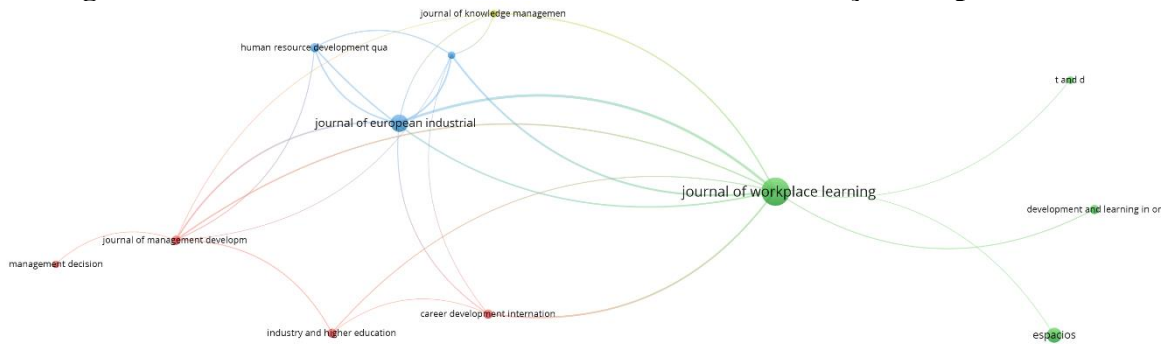 journal of knowledge managemen
human resource development qua
t and d
journal of european industrial
journal of workplace learning
development and learning in or
journal of management developm
management decision
career development internation
industry and higher education
espacios